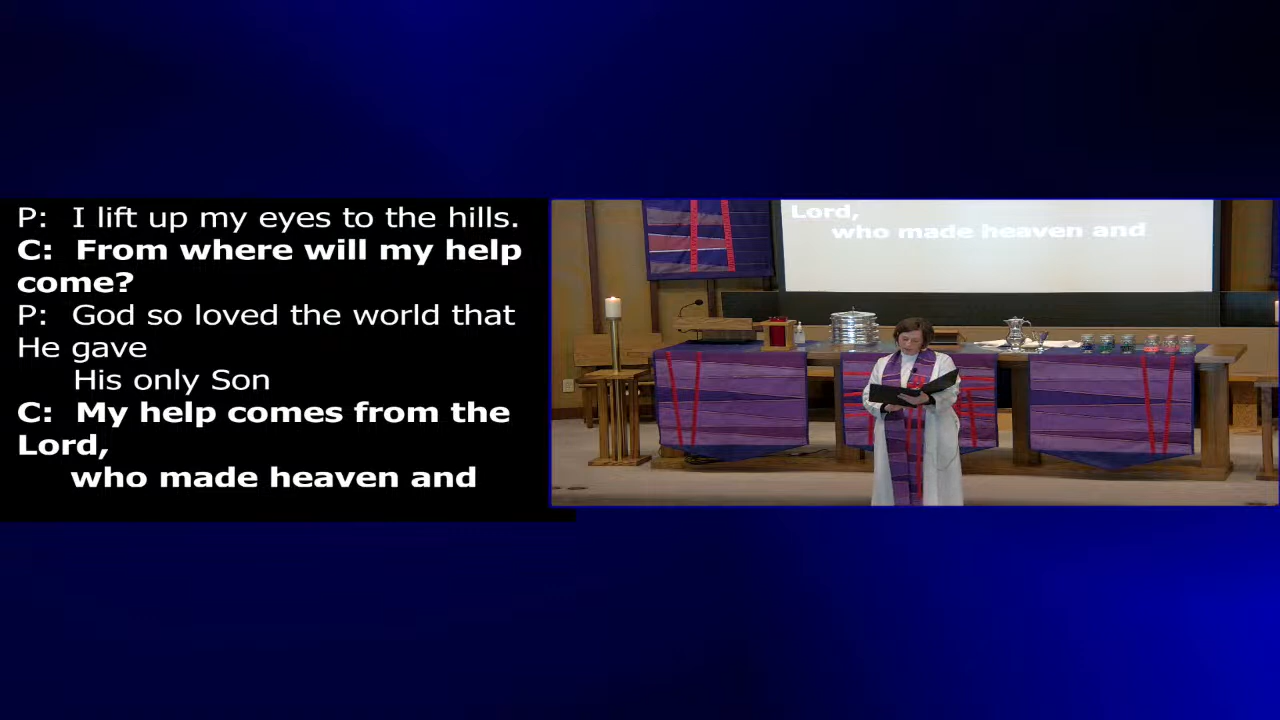 P: I lift up my eyes to the hills.
C: From where will my help
come?
P: God so loved the world that
He gave
His only Son
C: My help comes from the
Lord,
who made heaven and
Lord,
who made heaven and